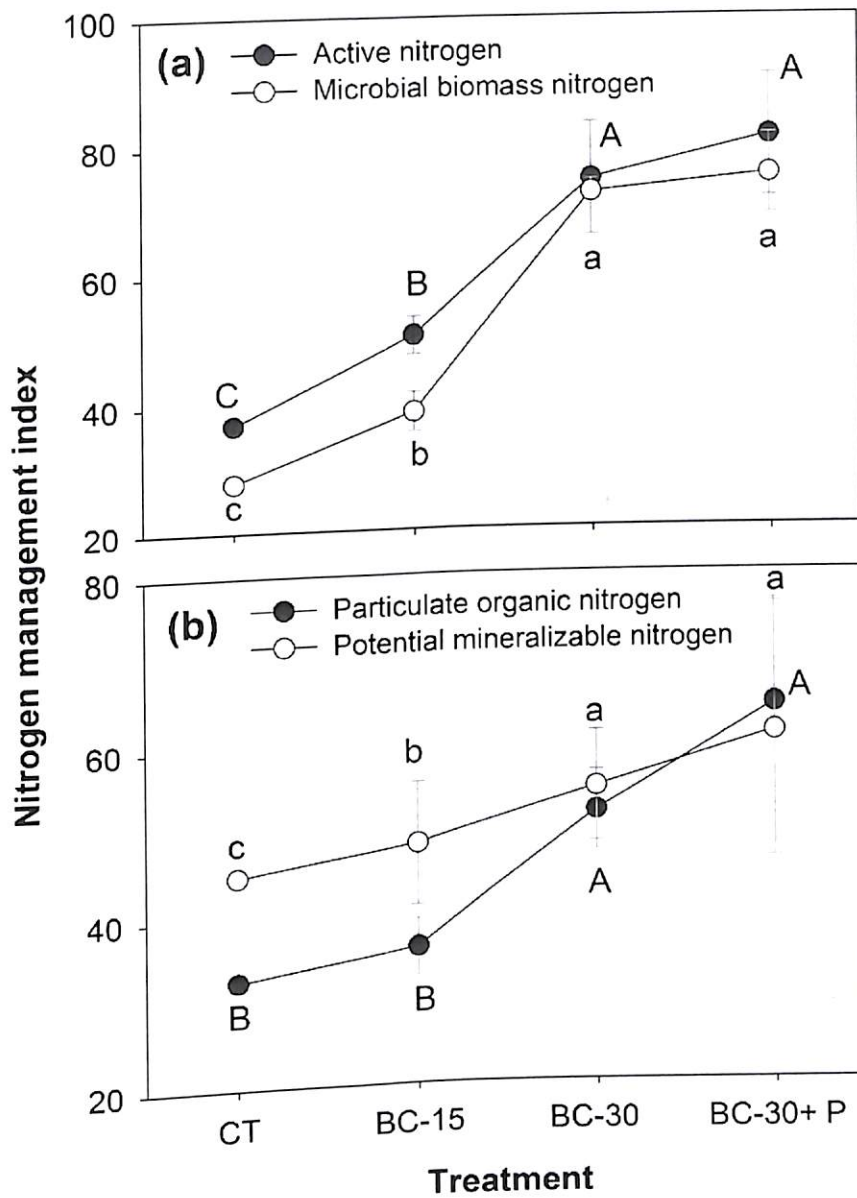 Nitrogen management index
100
80
60
40
20
(a)
Active nitrogen
Microbial biomass nitrogen
C
c
B
b
A
a
A
a
80
60
40
20
(b)
Particulate organic nitrogen
Potential mineralizable nitrogen
c
B
b
B
a
A
a
A
CT
BC-15
BC-30
BC-30+ P
Treatment